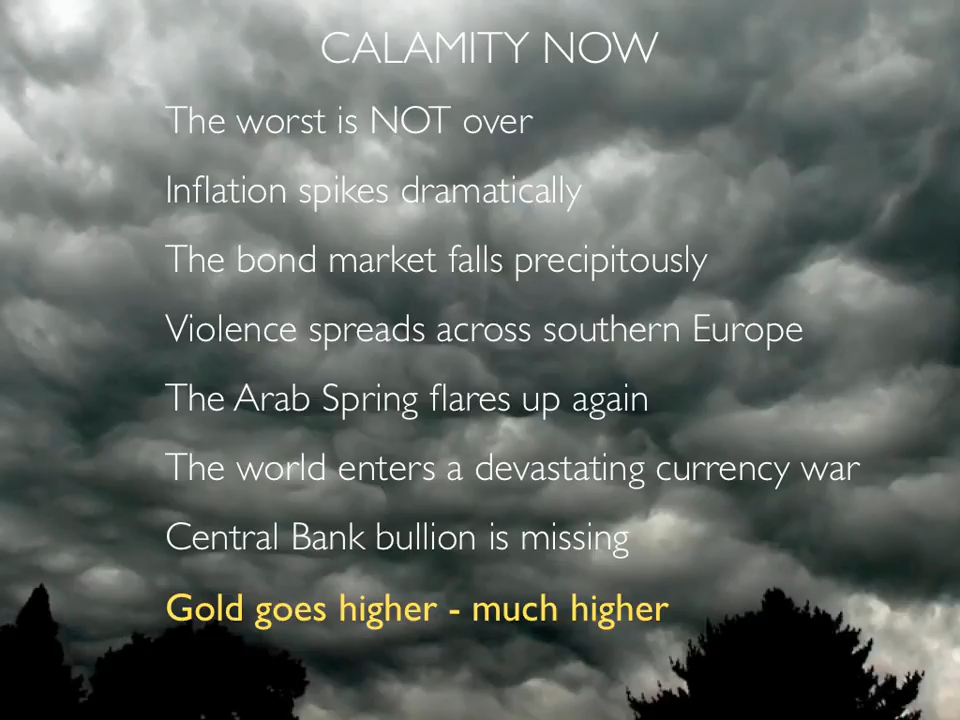 CALAMITY NOW
The worst is NOT over
Inflation spikes dramatically
The bond market falls precipitously
Violence spreads across southern Europe
The Arab Spring flares up again
The world enters a devastating currency war
Central Bank bullion is missing
Gold goes higher - much higher